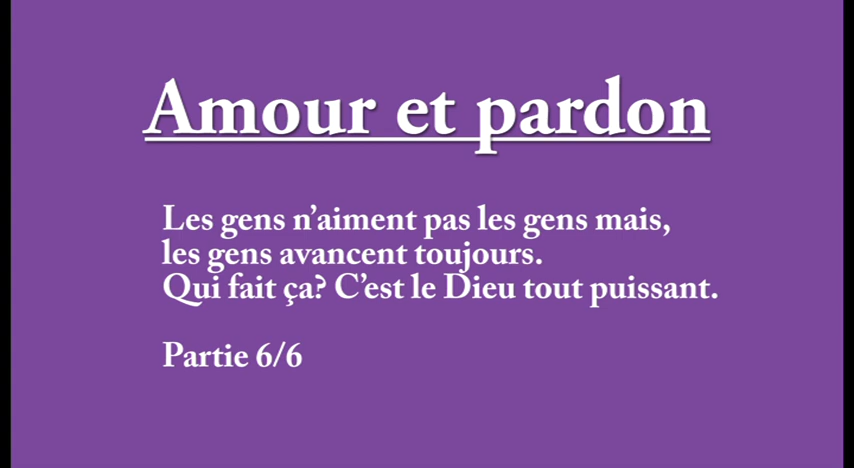 Amour et pardon
Les gens n’aiment pas les gens mais,
les gens avancent toujours.
Qui fait ça? C’est le Dieu tout puissant.
Partie 6/6